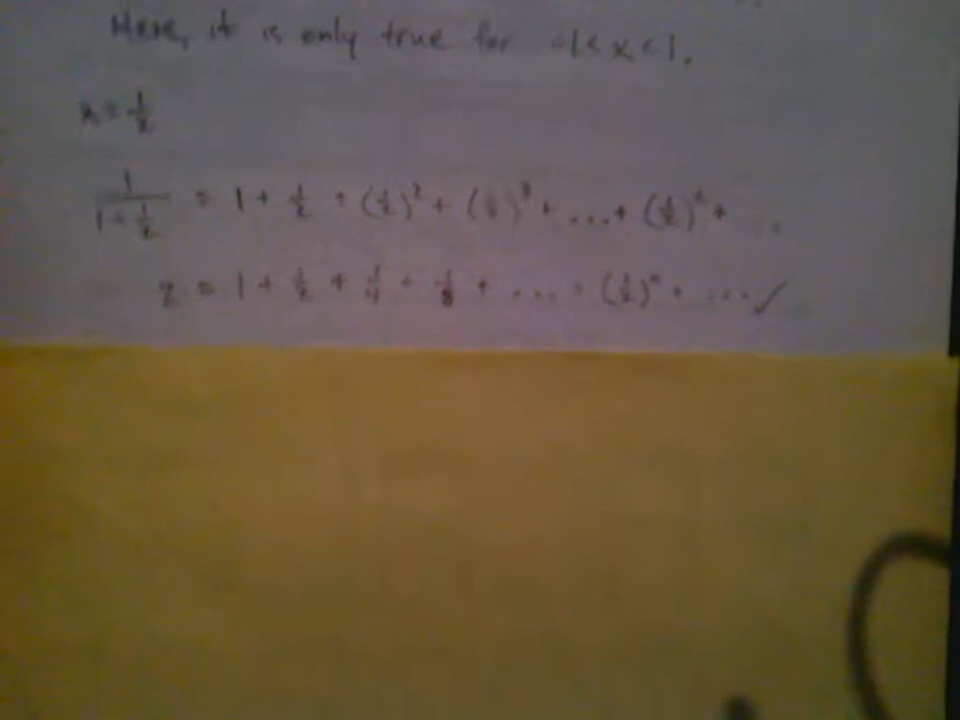 Here, it is only true for -1 < x < 1.
x = 1/2
1/(1 - 1/2) = 1 + 1/2 + (1/2)² + (1/2)³ + ... + (1/2)ⁿ + ...
2 = 1 + 1/2 + 1/4 + 1/8 + ... + (1/2)ⁿ + ... ✓